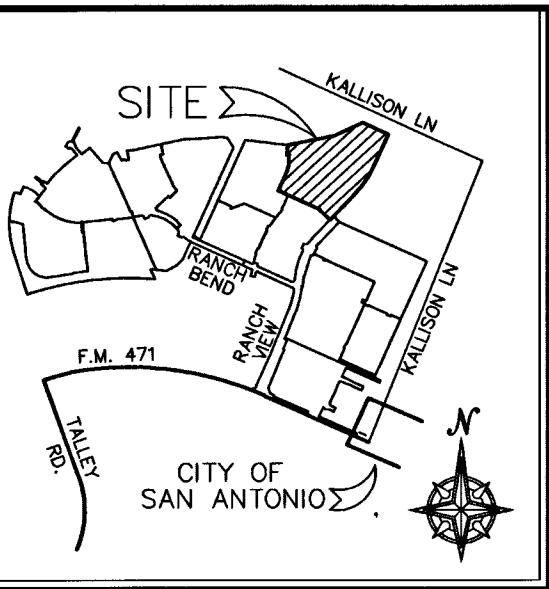 KALLISON LN
SITE
RANCH
BEND
KALLISON LN
RANCH
VIEW
F.M. 471
TALLEY
RD.
N
CITY OF
SAN ANTONIO